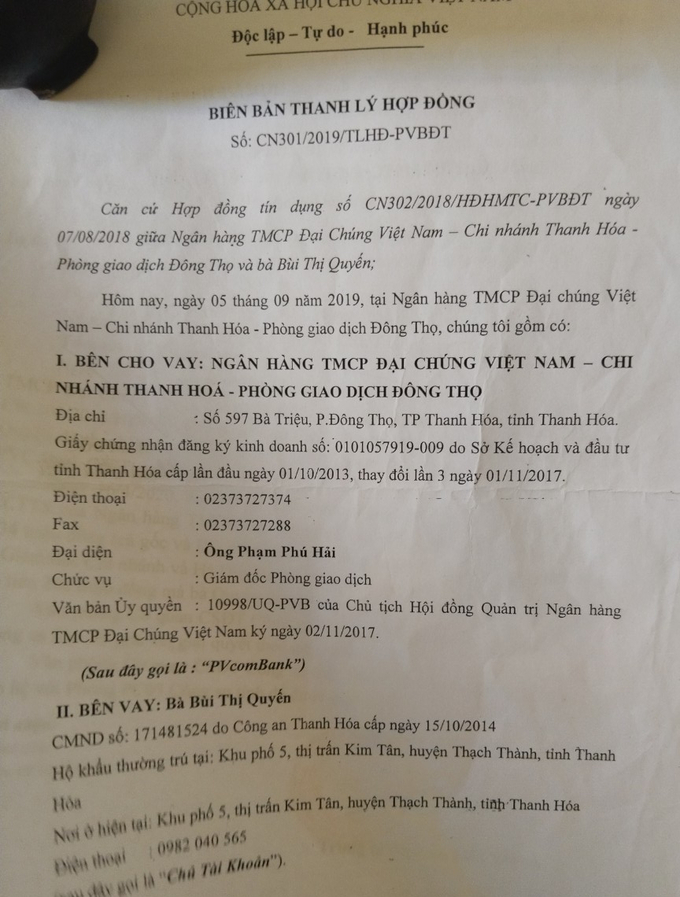 CỘNG HÒA XÃ HỘI CHỦ NGHĨA VIỆT NAM
Độc lập – Tự do - Hạnh phúc
BIÊN BẢN THANH LÝ HỢP ĐỒNG
Số: CN301/2019/TLHĐ-PVBĐT
Căn cứ Hợp đồng tín dụng số CN302/2018/HĐHMTC-PVBĐT ngày
07/08/2018 giữa Ngân hàng TMCP Đại Chúng Việt Nam – Chi nhánh Thanh Hóa -
Phòng giao dịch Đông Thọ và bà Bùi Thị Quyến;
Hôm nay, ngày 05 tháng 09 năm 2019, tại Ngân hàng TMCP Đại chúng Việt
Nam – Chi nhánh Thanh Hóa - Phòng giao dịch Đông Thọ, chúng tôi gồm có:
I. BÊN CHO VAY: NGÂN HÀNG TMCP ĐẠI CHÚNG VIỆT NAM – CHI
NHÁNH THANH HOÁ - PHÒNG GIAO DỊCH ĐÔNG THỌ
Địa chỉ : Số 597 Bà Triệu, P.Đông Thọ, TP Thanh Hóa, tỉnh Thanh Hóa.
Giấy chứng nhận đăng ký kinh doanh số: 0101057919-009 do Sở Kế hoạch và đầu tư
tỉnh Thanh Hóa cấp lần đầu ngày 01/10/2013, thay đổi lần 3 ngày 01/11/2017.
Điện thoại : 02373727374
Fax : 02373727288
Đại diện : Ông Phạm Phú Hải
Chức vụ : Giám đốc Phòng giao dịch
Văn bản Ủy quyền : 10998/UQ-PVB của Chủ tịch Hội đồng Quản trị Ngân hàng
TMCP Đại Chúng Việt Nam ký ngày 02/11/2017.
(Sau đây gọi là : “PVcomBank”)
II. BÊN VAY: Bà Bùi Thị Quyến
CMND số: 171481524 do Công an Thanh Hóa cấp ngày 15/10/2014
Hộ khẩu thường trú tại: Khu phố 5, thị trấn Kim Tân, huyện Thạch Thành, tỉnh Thanh
Hóa
Nơi ở hiện tại: Khu phố 5, thị trấn Kim Tân, huyện Thạch Thành, tỉnh Thanh Hóa
Điện thoại : 0982 040 565
đây gọi là “Chủ Tài Khoản”).